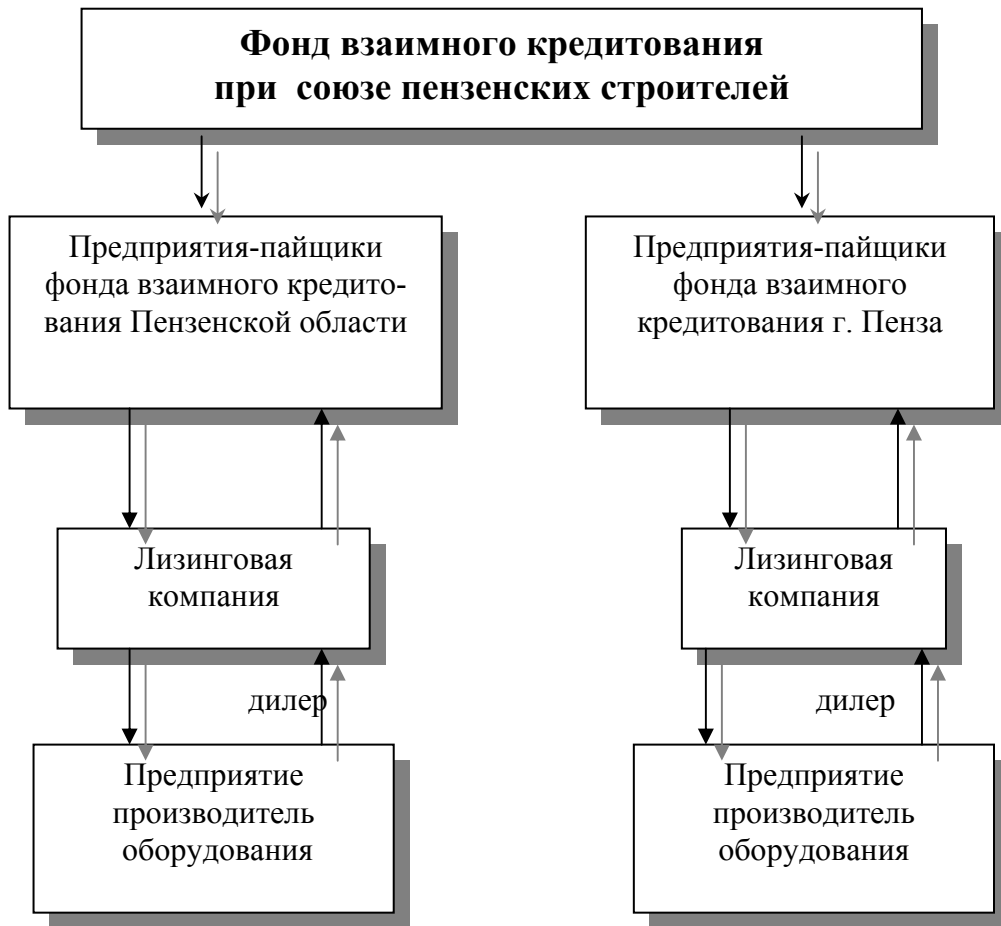 Фонд взаимного кредитования
при союзе пензенских строителей
Предприятия-пайщики
фонда взаимного кредито-
вания Пензенской области
Предприятия-пайщики
фонда взаимного
кредитования г. Пенза
Лизинговая
компания
Лизинговая
компания
дилер
дилер
Предприятие
производитель
оборудования
Предприятие
производитель
оборудования